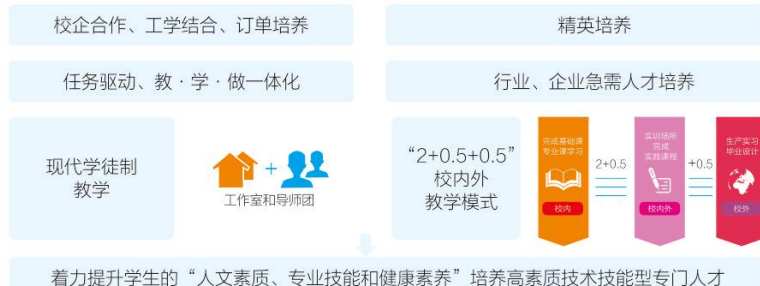 校企合作、工学结合、订单培养
精英培养
任务驱动、教·学·做一体化
行业、企业急需人才培养
现代学徒制
教学
+
工作室和导师团
“2+0.5+0.5”
校内外
教学模式
完成基础课
专业课学习
校内
2+0.5
实训场所
完成
实践课程
校内外
+0.5
生产实习
毕业设计
校外
着力提升学生的“人文素质、专业技能和健康素养”培养高素质技术技能型专门人才